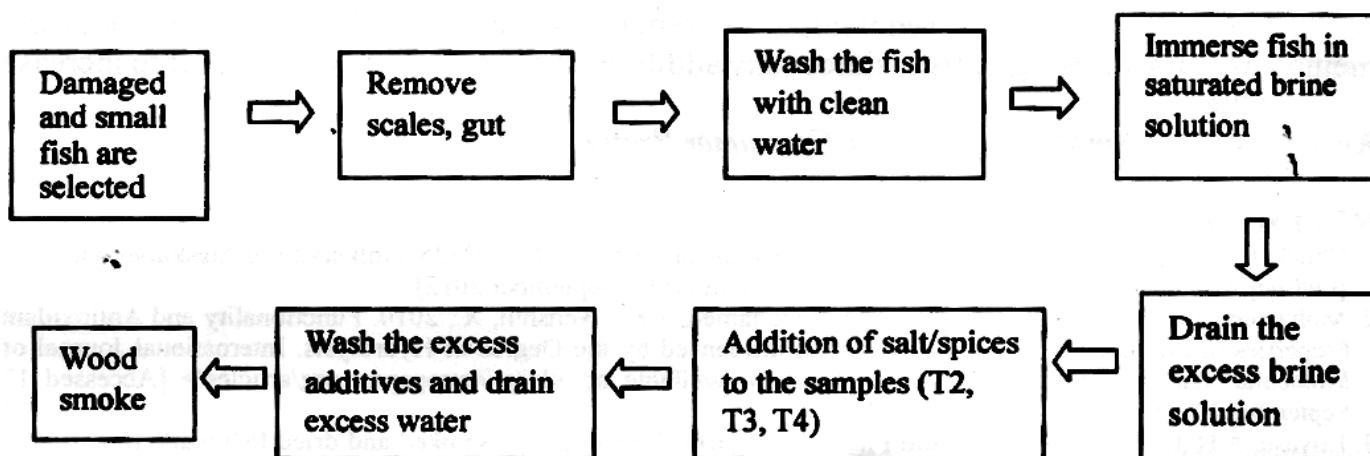 Damaged
and small
fish are
selected
Remove
scales, gut
Wash the fish
with clean
water
Immerse fish in
saturated brine
solution
Drain the
excess brine
solution
Addition of salt/spices
to the samples (T2,
T3, T4)
Wash the excess
additives and drain
excess water
Wood
smoke